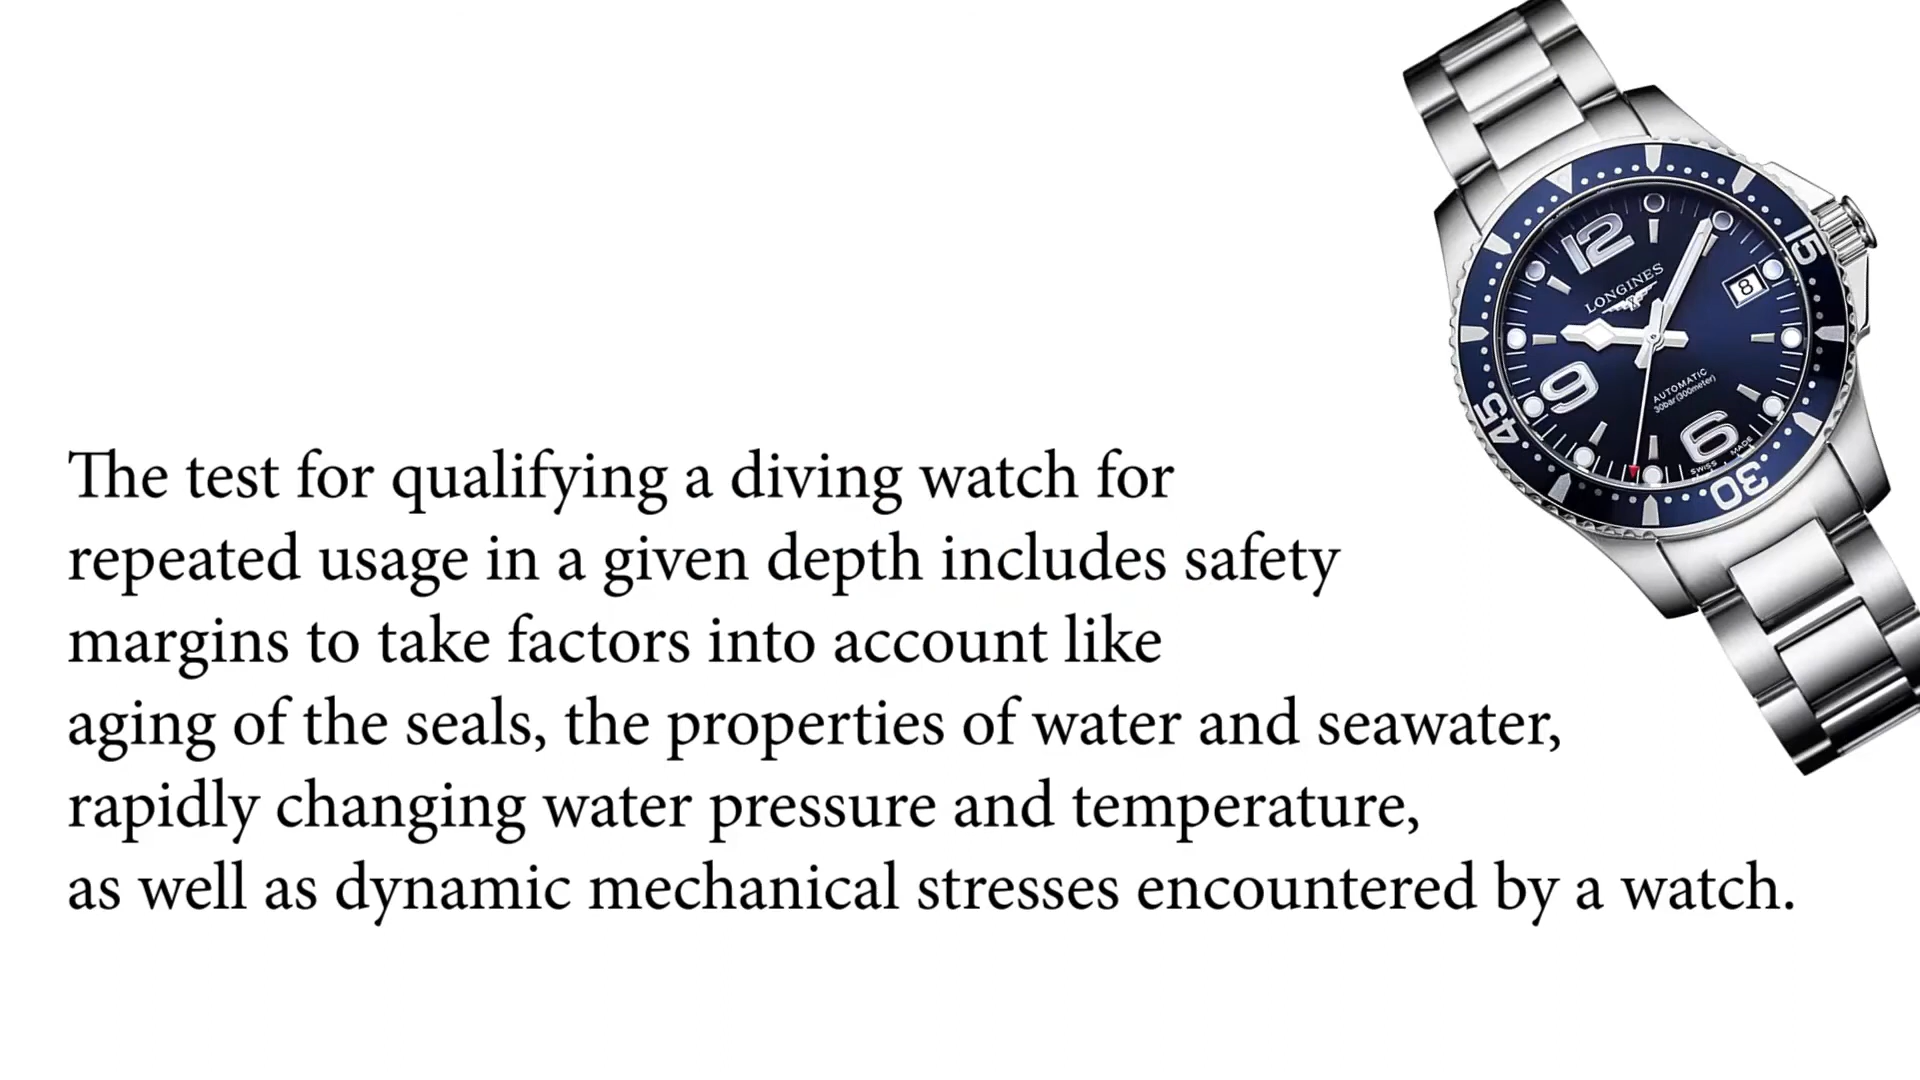 The test for qualifying a diving watch for
repeated usage in a given depth includes safety
margins to take factors into account like
aging of the seals, the properties of water and seawater,
rapidly changing water pressure and temperature,
as well as dynamic mechanical stresses encountered by a watch.
12
LONGINES
15
8
9
AUTOMATIC
30bar (300meter)
45
6
SWISS MADE
30